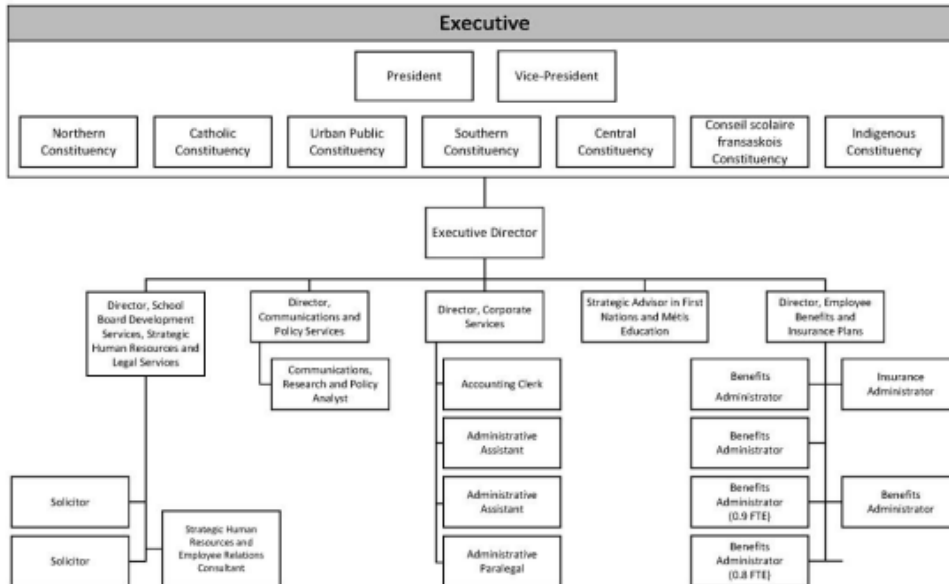 Executive
President
Vice-President
Northern
Constituency
Catholic
Constituency
Urban Public
Constituency
Southern
Constituency
Central
Constituency
Conseil scolaire
fransaskois
Constituency
Indigenous
Constituency
Executive Director
Director, School
Board Development
Services, Strategic
Human Resources and
Legal Services
Director,
Communications and
Policy Services
Director, Corporate
Services
Strategic Advisor in First
Nations and Métis
Education
Director, Employee
Benefits and
Insurance Plans
Communications,
Research and Policy
Analyst
Accounting Clerk
Benefits
Administrator
Insurance
Administrator
Administrative
Assistant
Benefits
Administrator
Solicitor
Administrative
Assistant
Benefits
Administrator
(0.9 FTE)
Benefits
Administrator
Solicitor
Strategic Human
Resources and
Employee Relations
Consultant
Administrative
Paralegal
Benefits
Administrator
(0.8 FTE)